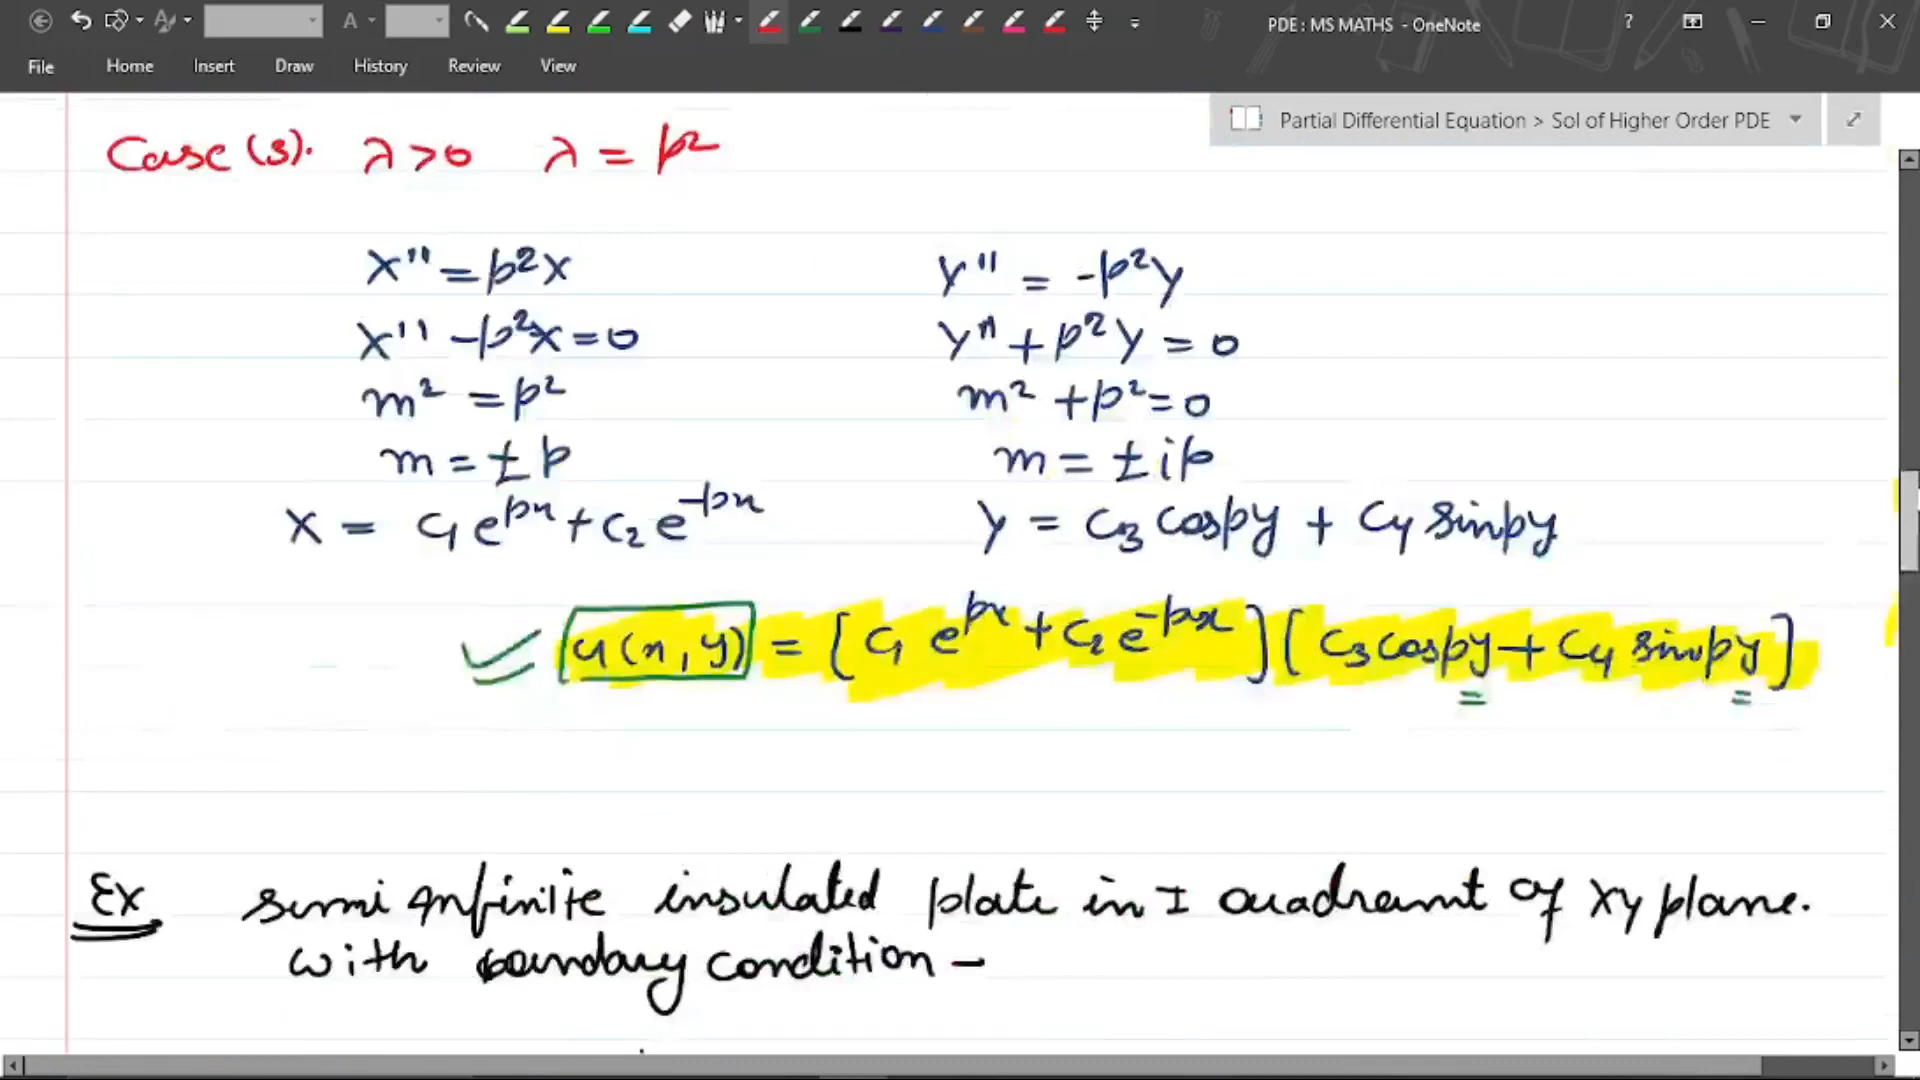 PDE : MS MATHS - OneNote
File Home Insert Draw History Review View
Partial Differential Equation > Sol of Higher Order PDE
Case (3). λ>0 λ = p²
X'' = p²X
Y'' = -p²Y
X'' - p²X = 0
Y'' + p²Y = 0
m² = p²
m² + p² = 0
m = ± p
m = ± ip
X = C₁ e^{px} + C₂ e^{-px}
Y = C₃ cospy + C₄ sinpy
u(x, y) = [C₁ e^{px} + C₂ e^{-px}] [C₃ cospy + C₄ sinpy]
Ex semi infinite insulated plate in I quadrant of xy plane.
with boundary condition -